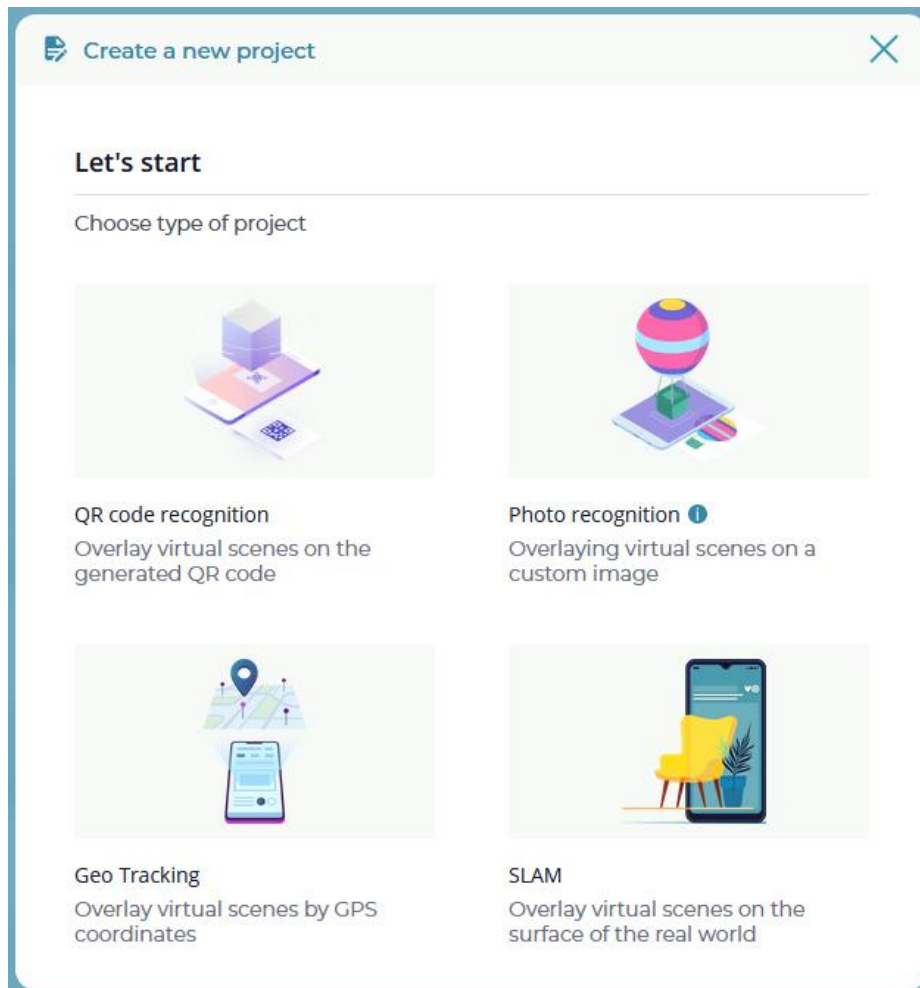 Create a new project
Let's start
Choose type of project
QR code recognition
Overlay virtual scenes on the
generated QR code
Photo recognition
Overlaying virtual scenes on a
custom image
Geo Tracking
Overlay virtual scenes by GPS
coordinates
SLAM
Overlay virtual scenes on the
surface of the real world